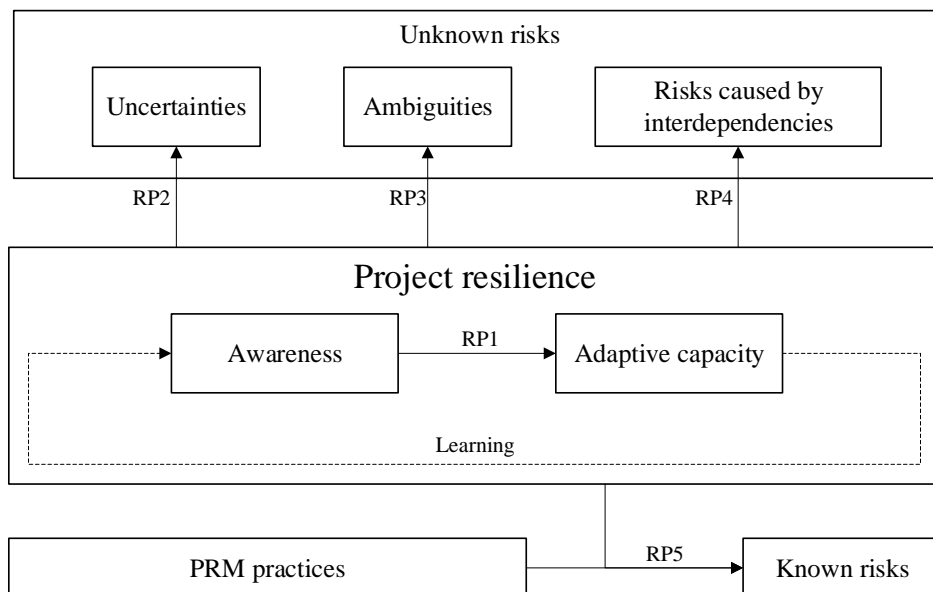 Unknown risks
Uncertainties
Ambiguities
Risks caused by
interdependencies
RP2
RP3
RP4
Project resilience
Awareness
RP1
Adaptive capacity
Learning
PRM practices
RP5
Known risks